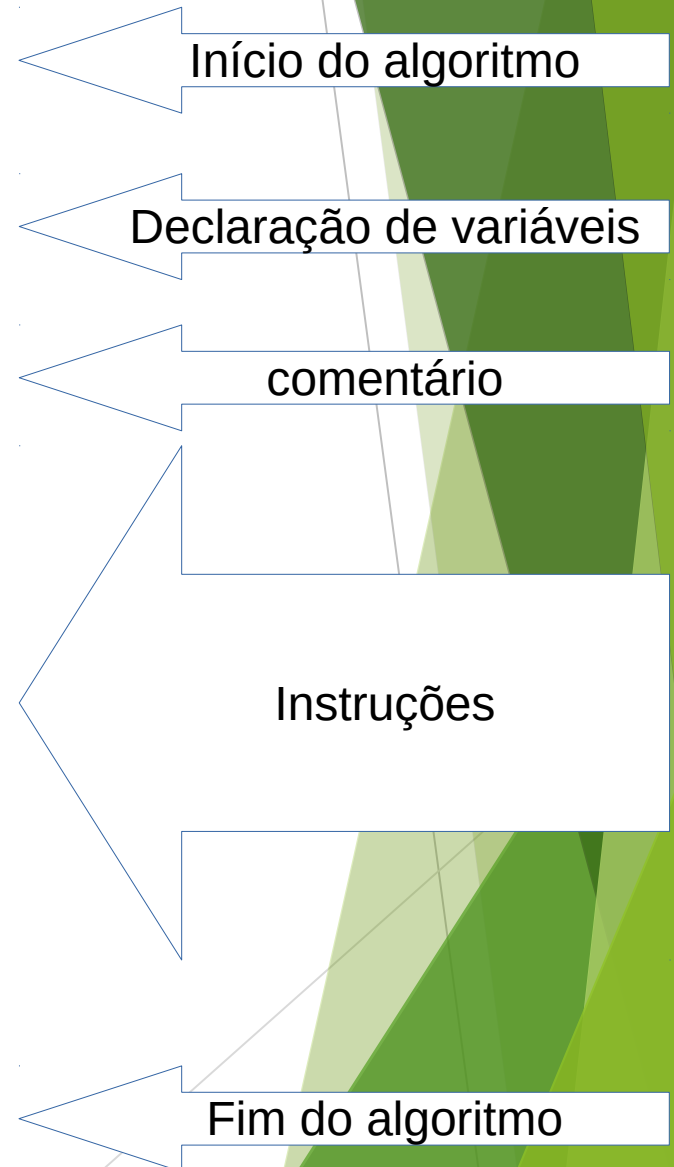 Início do algoritmo
Declaração de variáveis
comentário
Instruções
Fim do algoritmo